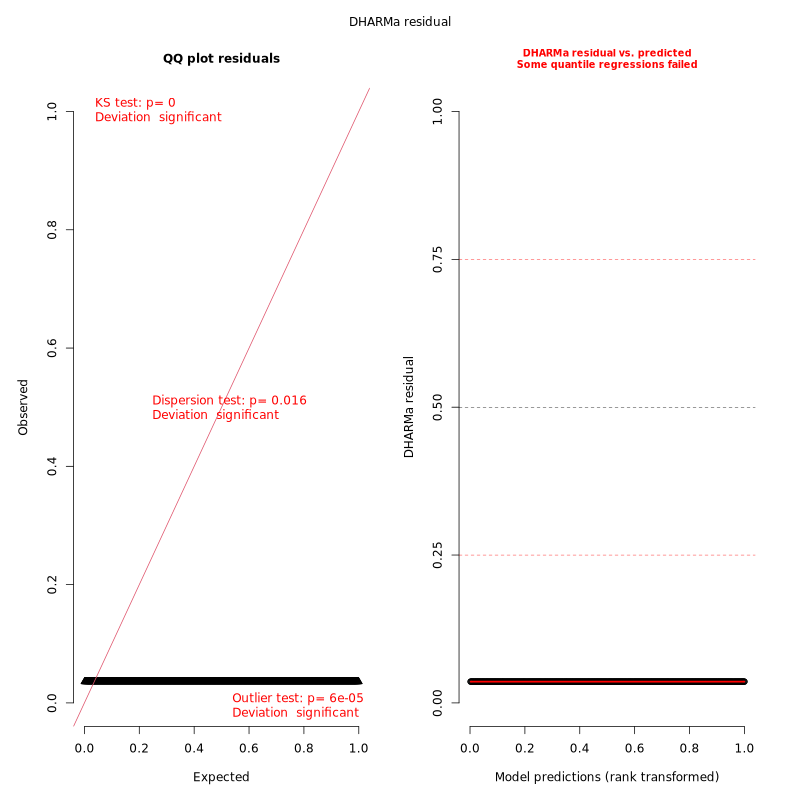 DHARMa residual
QQ plot residuals
KS test: p= 0
Deviation  significant
Dispersion test: p= 0.016
Deviation  significant
Outlier test: p= 6e-05
Deviation  significant
Observed
1.0
0.8
0.6
0.4
0.2
0.0
0.0 0.2 0.4 0.6 0.8 1.0
Expected
DHARMa residual vs. predicted
Some quantile regressions failed
DHARMa residual
1.00
0.75
0.50
0.25
0.00
0.0 0.2 0.4 0.6 0.8 1.0
Model predictions (rank transformed)